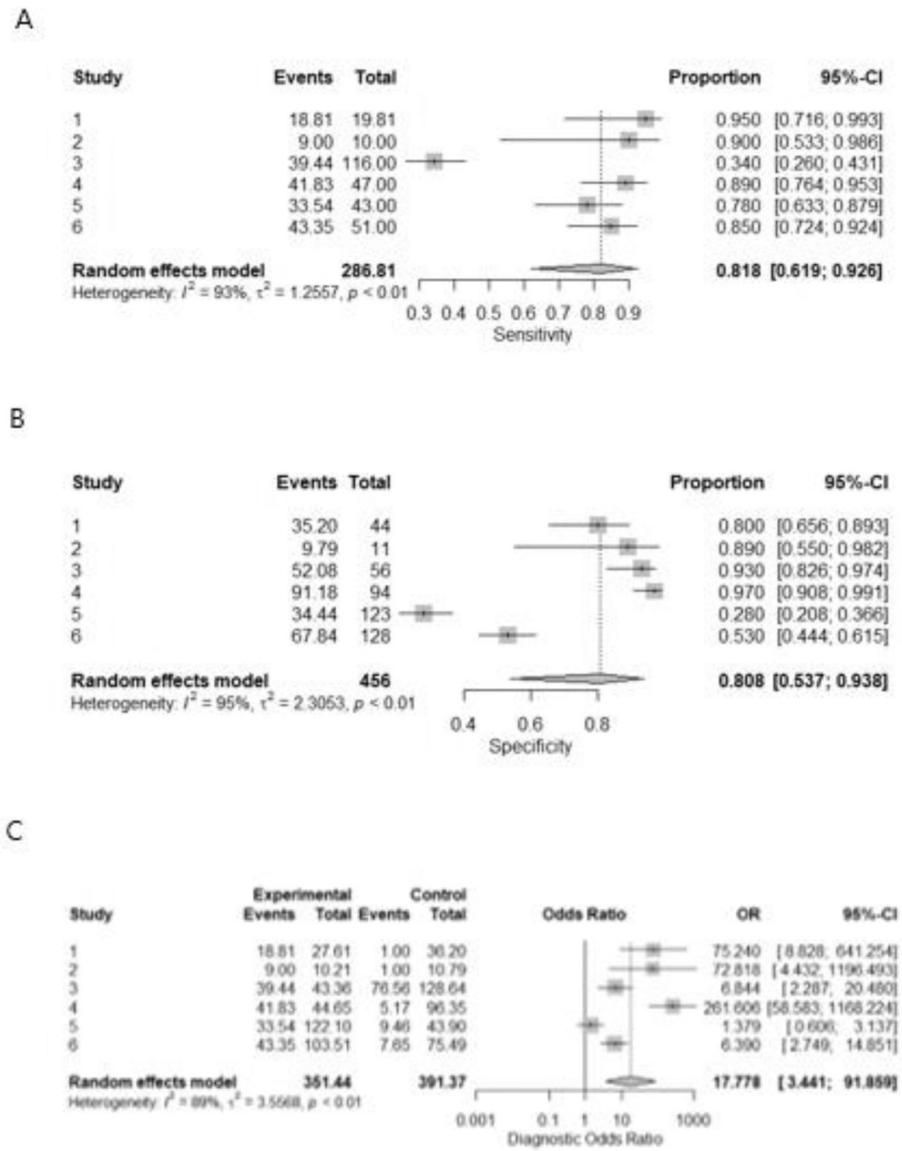 A
Study Events Total Proportion 95%-CI
1 18.81 19.81 0.950 [0.716; 0.993]
2 9.00 10.00 0.900 [0.533; 0.986]
3 39.44 116.00 0.340 [0.260; 0.431]
4 41.83 47.00 0.890 [0.764; 0.953]
5 33.54 43.00 0.780 [0.633; 0.879]
6 43.35 51.00 0.850 [0.724; 0.924]
Random effects model 286.81 0.818 [0.619; 0.926]
Heterogeneity: I² = 93%, τ² = 1.2557, p < 0.01
0.3 0.4 0.5 0.6 0.7 0.8 0.9
Sensitivity
B
Study Events Total Proportion 95%-CI
1 35.20 44 0.800 [0.656; 0.893]
2 9.79 11 0.890 [0.550; 0.982]
3 52.08 56 0.930 [0.826; 0.974]
4 91.18 94 0.970 [0.908; 0.991]
5 34.44 123 0.280 [0.208; 0.366]
6 67.84 128 0.530 [0.444; 0.615]
Random effects model 456 0.808 [0.537; 0.938]
Heterogeneity: I² = 95%, τ² = 2.3053, p < 0.01
0.4 0.6 0.8
Specificity
C
Experimental Control
Study Events Total Events Total Odds Ratio OR 95%-CI
1 18.81 27.61 1.00 36.20 75.240 [ 8.828; 641.254]
2 9.00 10.21 1.00 10.79 72.818 [ 4.432; 1196.493]
3 39.44 43.36 76.56 128.64 6.844 [ 2.287; 20.480]
4 41.83 44.65 5.17 96.35 261.606 [58.583; 1168.224]
5 33.54 122.10 9.46 43.90 1.379 [ 0.606; 3.137]
6 43.35 103.51 7.65 75.49 6.390 [ 2.749; 14.851]
Random effects model 351.44 391.37 17.778 [ 3.441; 91.859]
Heterogeneity: I² = 89%, τ² = 3.5568, p < 0.01
0.001 0.1 1 10 1000
Diagnostic Odds Ratio